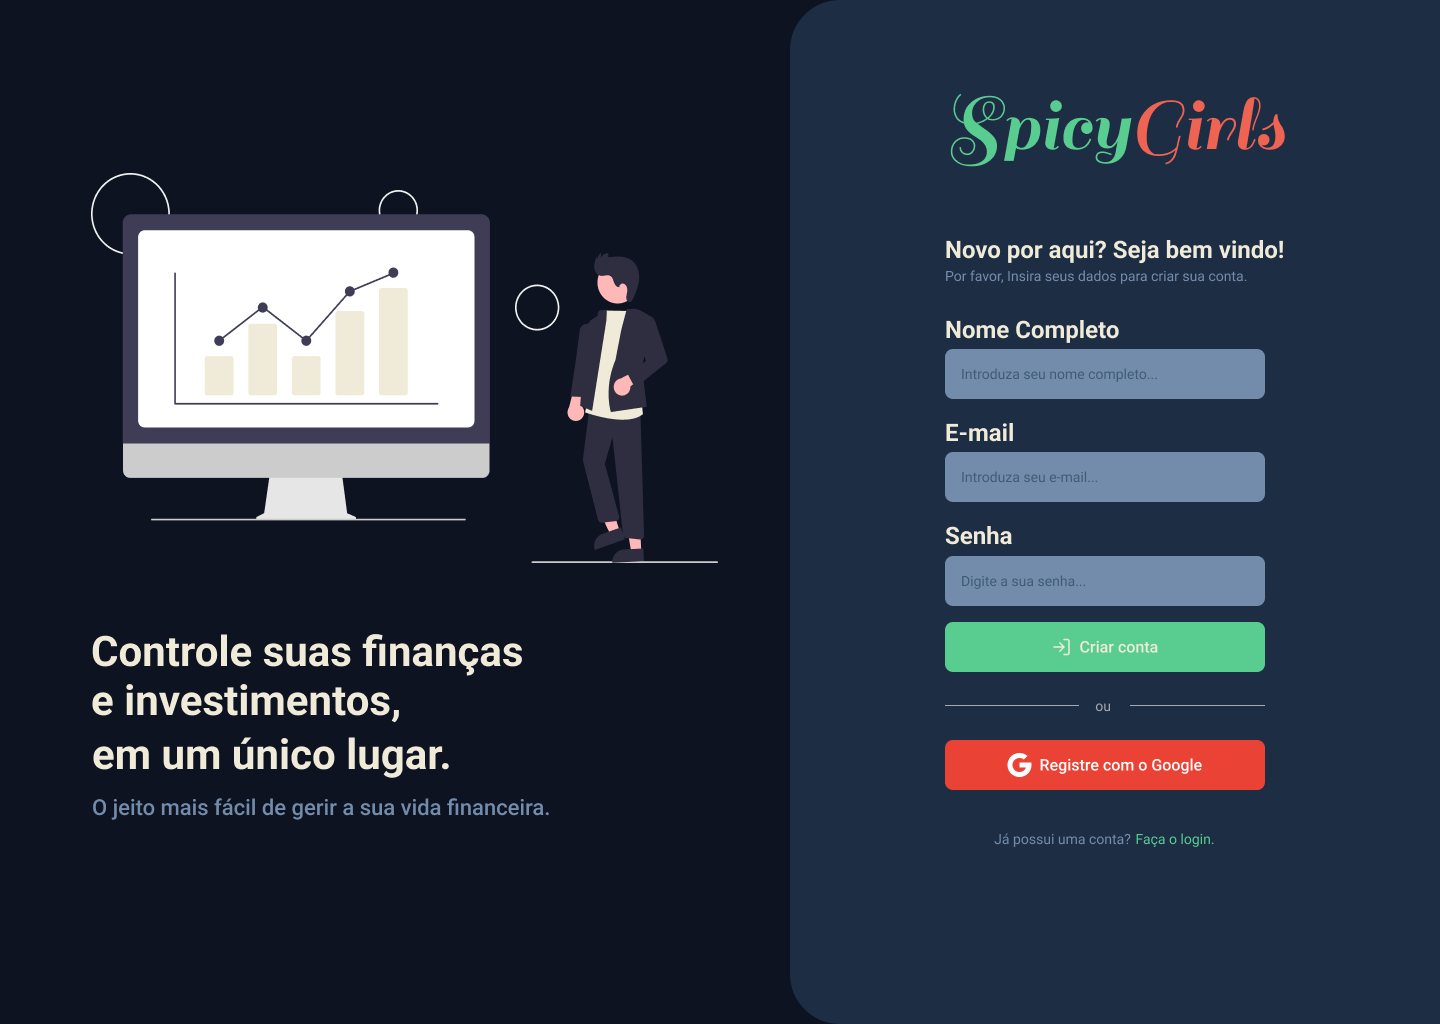 Controle suas finanças
e investimentos,
em um único lugar.
O jeito mais fácil de gerir a sua vida financeira.
SpicyGirls
Novo por aqui? Seja bem vindo!
Por favor, Insira seus dados para criar sua conta.
Nome Completo
Introduza seu nome completo...
E-mail
Introduza seu e-mail...
Senha
Digite a sua senha...
Criar conta
ou
Registre com o Google
Já possui uma conta? Faça o login.